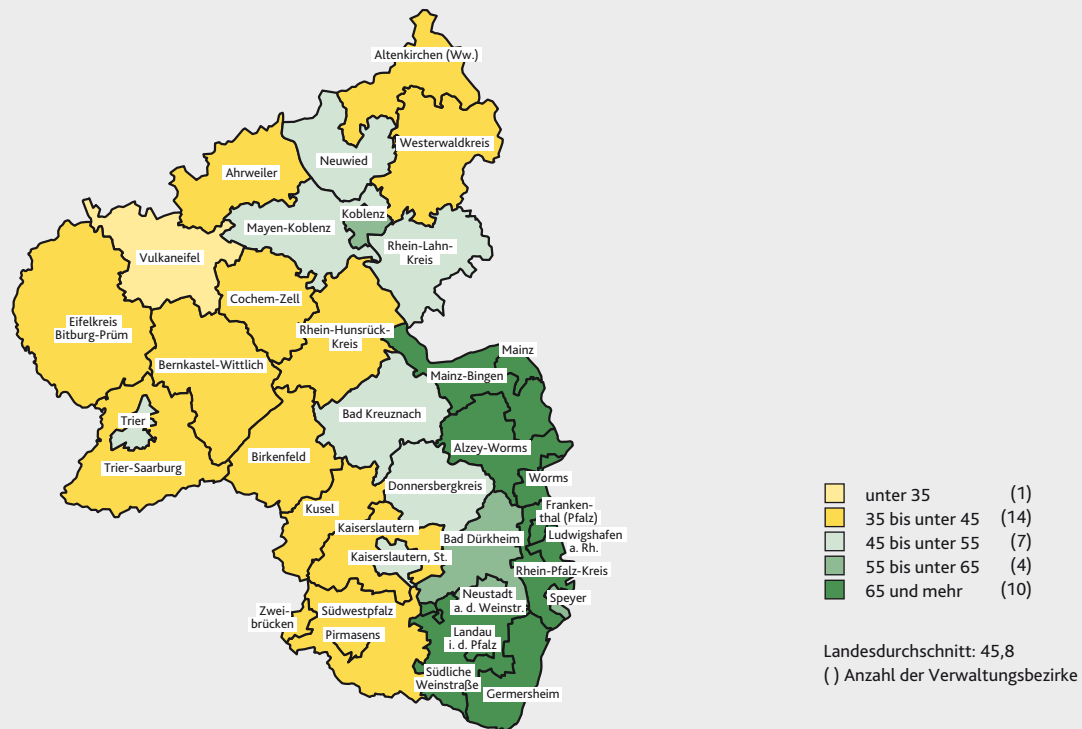 Altenkirchen (Ww.)
Westerwaldkreis
Neuwied
Ahrweiler
Koblenz
Mayen-Koblenz
Rhein-Lahn-
Kreis
Vulkaneifel
Cochem-Zell
Eifelkreis
Bitburg-Prüm
Rhein-Hunsrück-
Kreis
Mainz
Bernkastel-Wittlich
Mainz-Bingen
Bad Kreuznach
Trier
Alzey-Worms
Birkenfeld
Trier-Saarburg
Worms
Donnersbergkreis
Kusel
Franken-
thal (Pfalz)
Kaiserslautern
Ludwigshafen
a. Rh.
Bad Dürkheim
Kaiserslautern, St.
Rhein-Pfalz-Kreis
Neustadt
a. d. Weinstr.
Speyer
Zwei-
brücken
Südwestpfalz
Pirmasens
Landau
i. d. Pfalz
Südliche
Weinstraße
Germersheim
unter 35 (1)
35 bis unter 45 (14)
45 bis unter 55 (7)
55 bis unter 65 (4)
65 und mehr (10)
Landesdurchschnitt: 45,8
( ) Anzahl der Verwaltungsbezirke